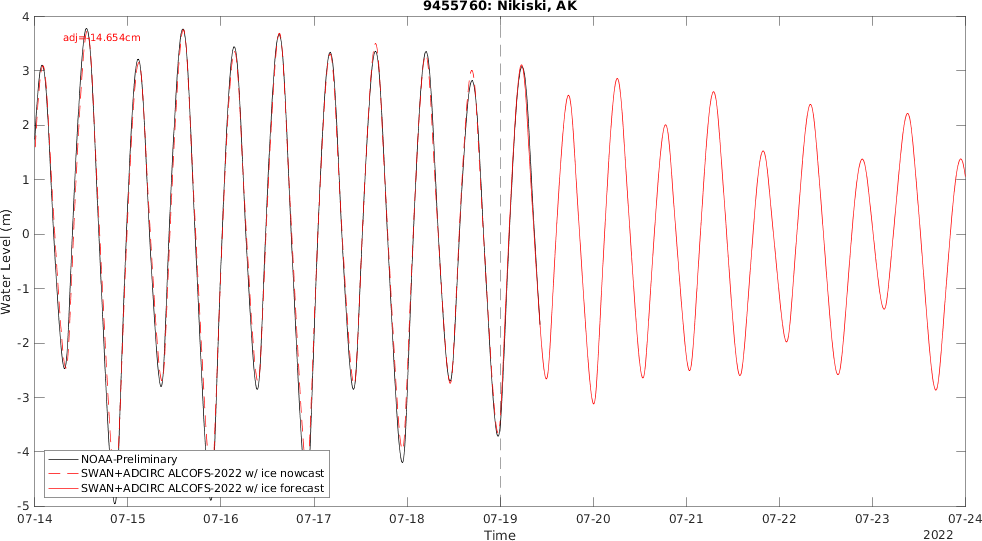 9455760: Nikiski, AK
adj=-14.654cm
4
3
2
1
0
-1
-2
-3
-4
-5
Water Level (m)
NOAA-Preliminary
SWAN+ADCIRC ALCOFS-2022 w/ ice nowcast
SWAN+ADCIRC ALCOFS-2022 w/ ice forecast
07-14 07-15 07-16 07-17 07-18 07-19 07-20 07-21 07-22 07-23 07-24
Time
2022